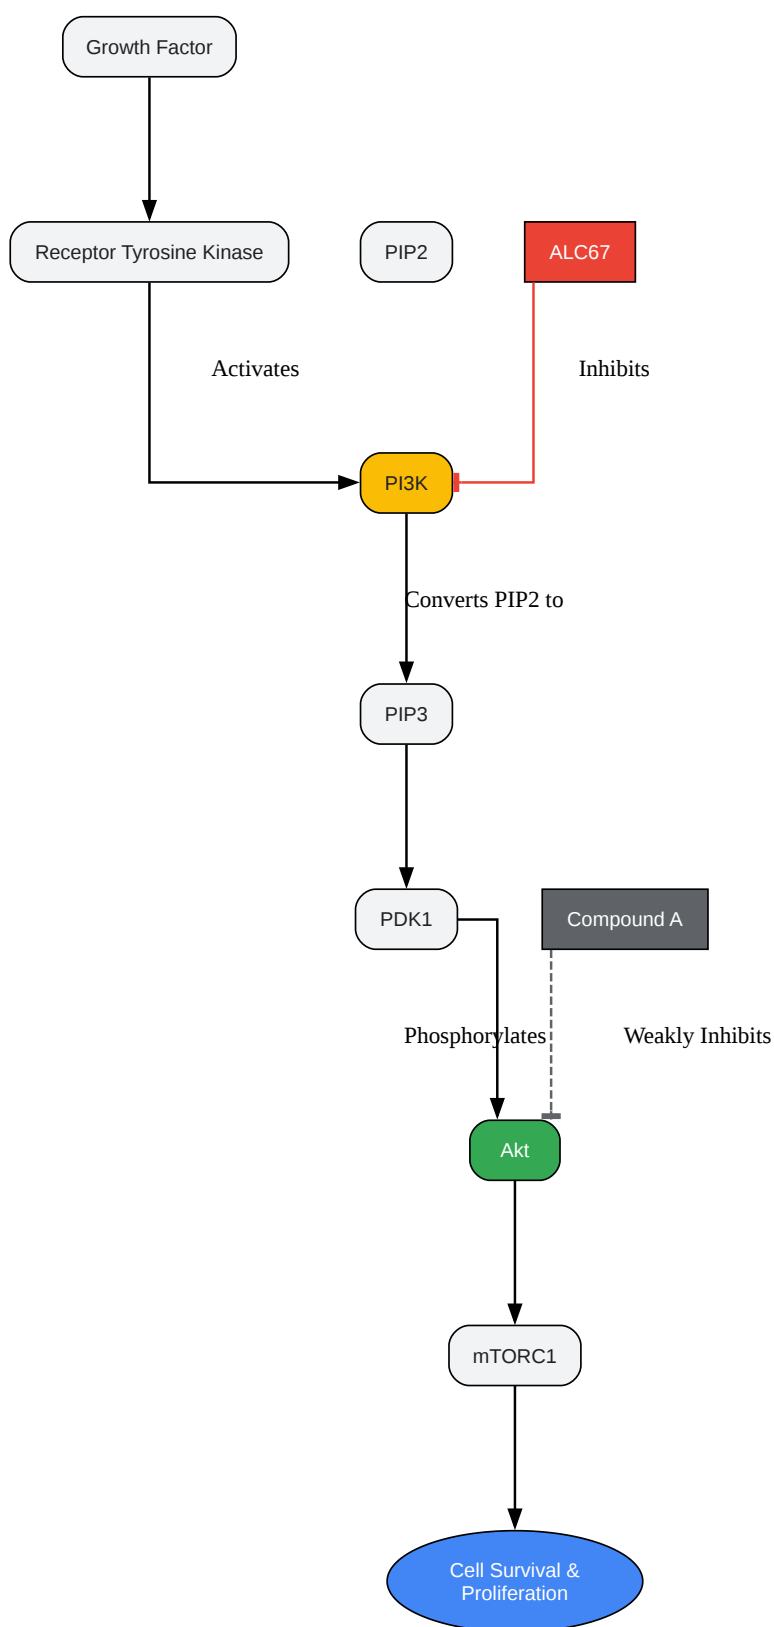 Growth Factor
Receptor Tyrosine Kinase
PIP2
ALC67
Activates
Inhibits
PI3K
Converts PIP2 to
PIP3
PDK1
Compound A
Phosphorylates
Weakly Inhibits
Akt
mTORC1
Cell Survival &
Proliferation